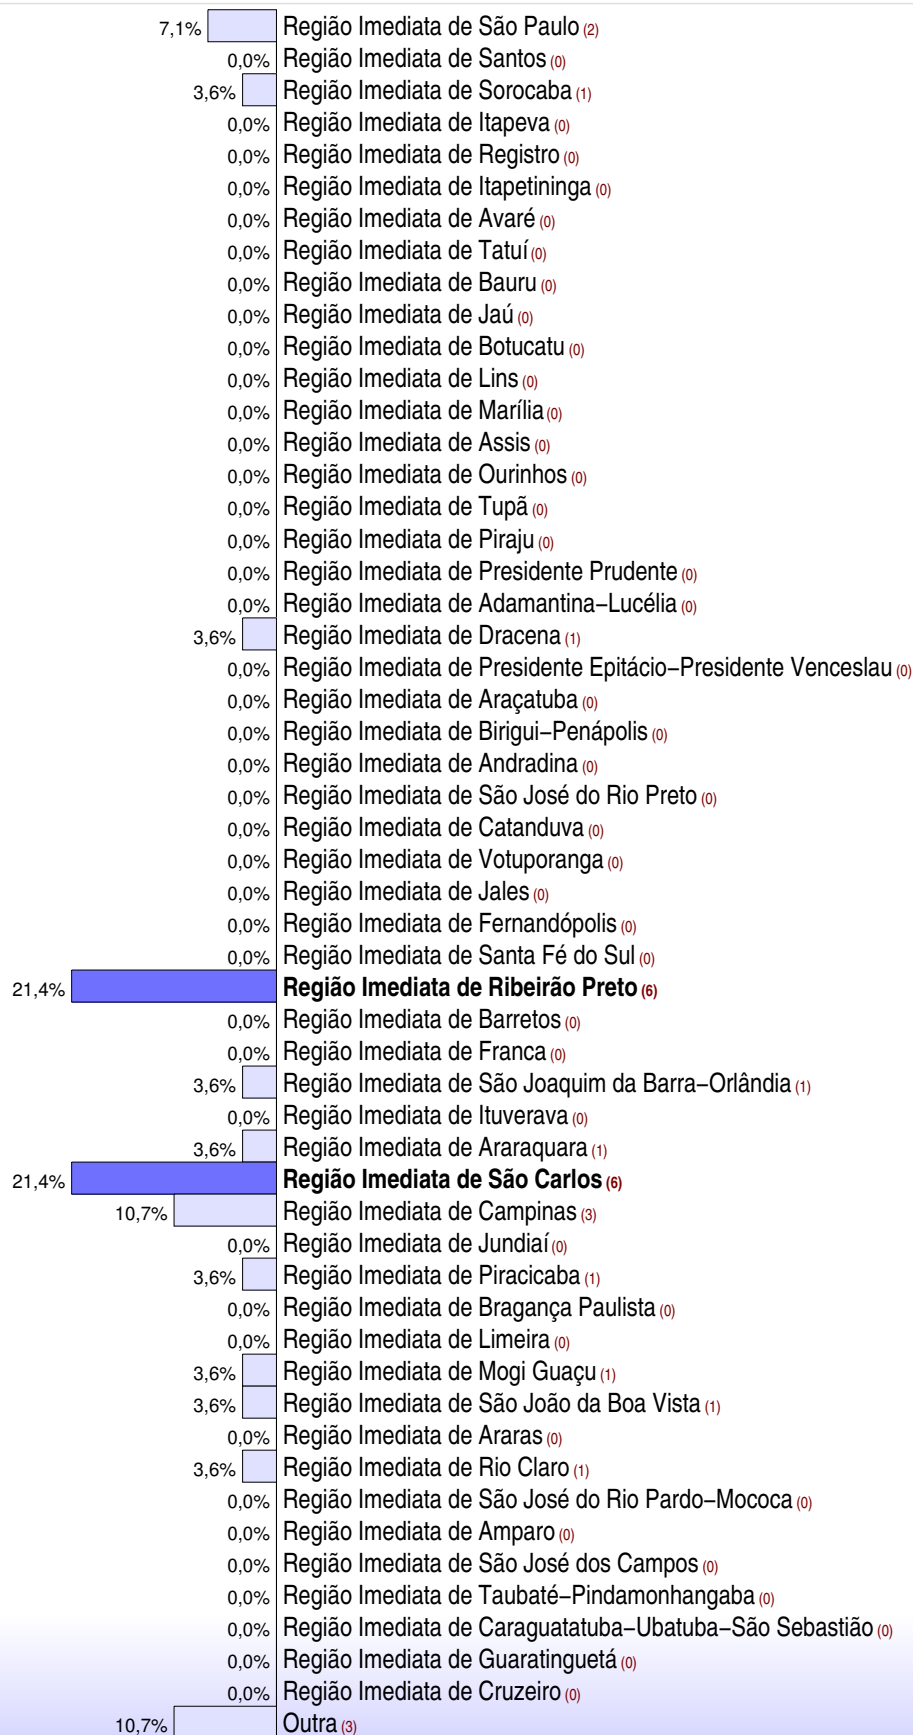 7,1% Região Imediata de São Paulo (2)
0,0% Região Imediata de Santos (0)
3,6% Região Imediata de Sorocaba (1)
0,0% Região Imediata de Itapeva (0)
0,0% Região Imediata de Registro (0)
0,0% Região Imediata de Itapetininga (0)
0,0% Região Imediata de Avaré (0)
0,0% Região Imediata de Tatuí (0)
0,0% Região Imediata de Bauru (0)
0,0% Região Imediata de Jaú (0)
0,0% Região Imediata de Botucatu (0)
0,0% Região Imediata de Lins (0)
0,0% Região Imediata de Marília (0)
0,0% Região Imediata de Assis (0)
0,0% Região Imediata de Ourinhos (0)
0,0% Região Imediata de Tupã (0)
0,0% Região Imediata de Piraju (0)
0,0% Região Imediata de Presidente Prudente (0)
0,0% Região Imediata de Adamantina–Lucélia (0)
3,6% Região Imediata de Dracena (1)
0,0% Região Imediata de Presidente Epitácio–Presidente Venceslau (0)
0,0% Região Imediata de Araçatuba (0)
0,0% Região Imediata de Birigui–Penápolis (0)
0,0% Região Imediata de Andradina (0)
0,0% Região Imediata de São José do Rio Preto (0)
0,0% Região Imediata de Catanduva (0)
0,0% Região Imediata de Votuporanga (0)
0,0% Região Imediata de Jales (0)
0,0% Região Imediata de Fernandópolis (0)
0,0% Região Imediata de Santa Fé do Sul (0)
21,4% Região Imediata de Ribeirão Preto (6)
0,0% Região Imediata de Barretos (0)
0,0% Região Imediata de Franca (0)
3,6% Região Imediata de São Joaquim da Barra–Orlândia (1)
0,0% Região Imediata de Ituverava (0)
3,6% Região Imediata de Araraquara (1)
21,4% Região Imediata de São Carlos (6)
10,7% Região Imediata de Campinas (3)
0,0% Região Imediata de Jundiaí (0)
3,6% Região Imediata de Piracicaba (1)
0,0% Região Imediata de Bragança Paulista (0)
0,0% Região Imediata de Limeira (0)
3,6% Região Imediata de Mogi Guaçu (1)
3,6% Região Imediata de São João da Boa Vista (1)
0,0% Região Imediata de Araras (0)
3,6% Região Imediata de Rio Claro (1)
0,0% Região Imediata de São José do Rio Pardo–Mococa (0)
0,0% Região Imediata de Amparo (0)
0,0% Região Imediata de São José dos Campos (0)
0,0% Região Imediata de Taubaté–Pindamonhangaba (0)
0,0% Região Imediata de Caraguatatuba–Ubatuba–São Sebastião (0)
0,0% Região Imediata de Guaratinguetá (0)
0,0% Região Imediata de Cruzeiro (0)
10,7% Outra (3)